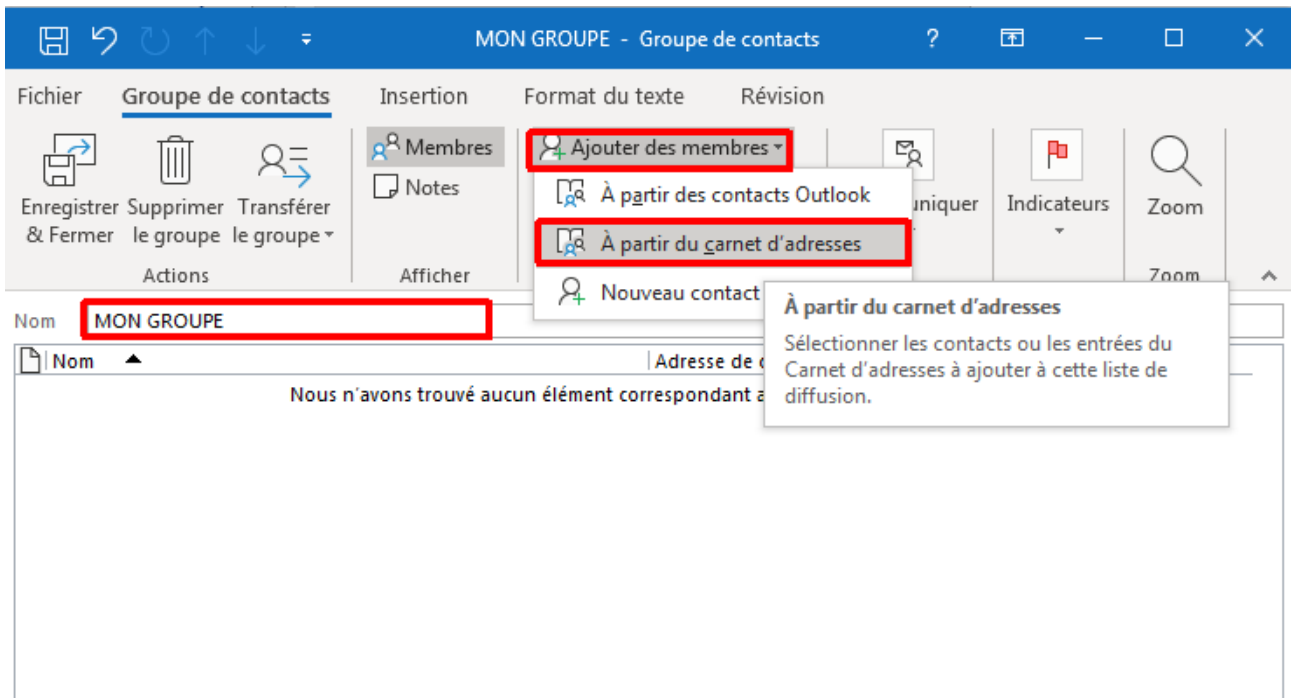 MON GROUPE - Groupe de contacts ?
Fichier Groupe de contacts Insertion Format du texte Révision
Membres Ajouter des membres
Notes À partir des contacts Outlook
Enregistrer Supprimer Transférer Indicateurs Zoom
& Fermer le groupe le groupe À partir du carnet d'adresses
Actions Afficher Nouveau contact Zoom
Nom MON GROUPE
À partir du carnet d'adresses
Sélectionner les contacts ou les entrées du
Carnet d'adresses à ajouter à cette liste de
diffusion.
Nom Adresse de
Nous n'avons trouvé aucun élément correspondant